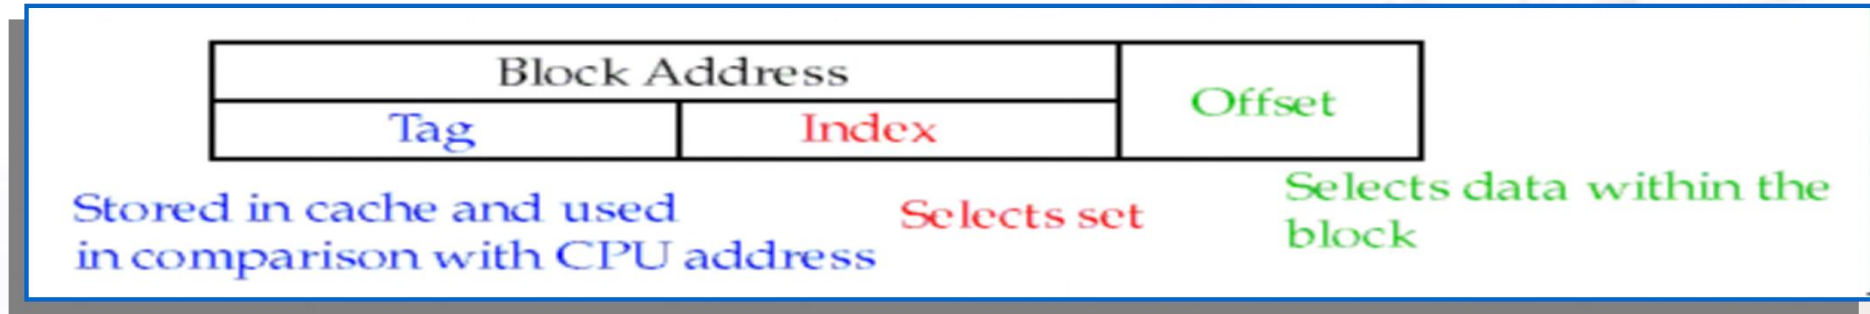 Block Address
Offset
Tag
Index
Stored in cache and used
in comparison with CPU address
Selects set
Selects data within the
block